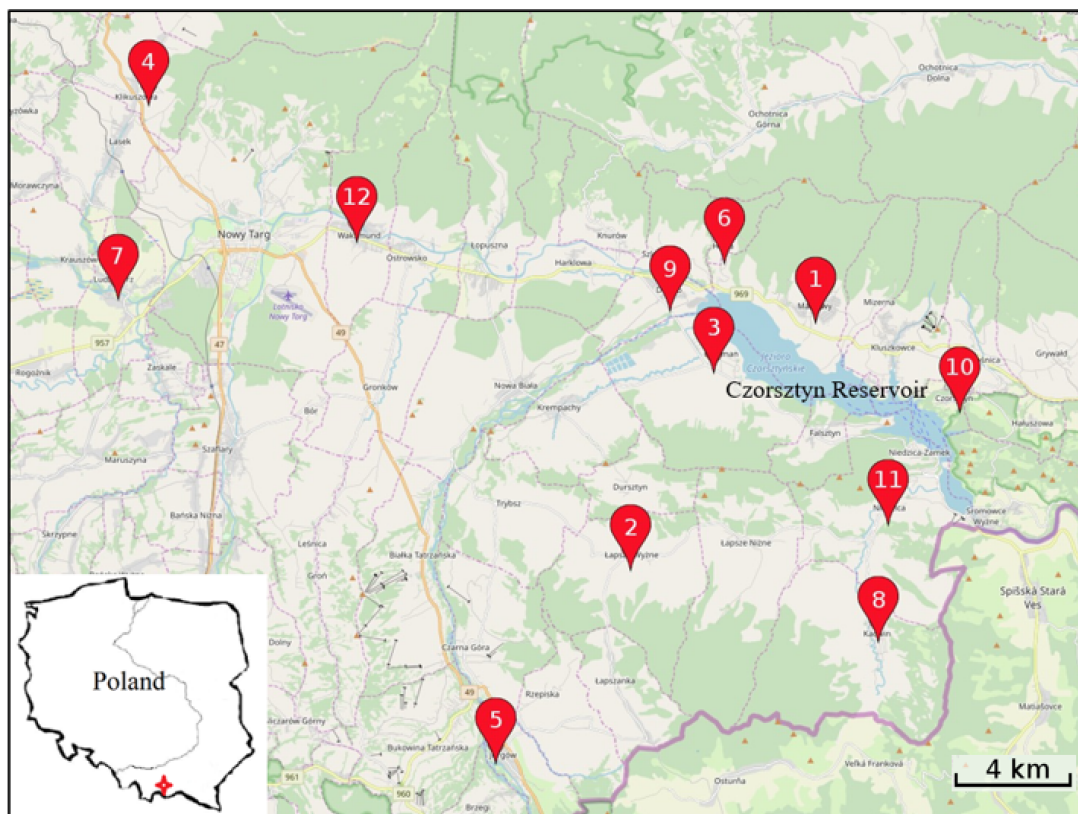 4
Klikuszowa
Ochotnica
Dolna
Lasek
Ochotnica
Górna
Morawczyna
12
Nowy Targ
Waksmund
Ostrowsko
Łopuszna
Knurów
Harklowa
6
7
9
969
1
Mizerna
Lotnisko
Nowy Targ
3
Kluszkowce
Grywałd
957
49
47
Jezioro
Czorsztyńskie
10
Rogoźnik
Zaskale
Gronków
Nowa Biała
Czorsztyn Reservoir
Krempachy
Bór
Hałuszowa
Maruszyna
Szaflary
Falsztyn
Niedzica-Zamek
11
Dursztyn
Trybsz
Bańska Niżna
Sromowce
Wyżne
Skrzypne
Leśnica
2
Białka Tatrzańska
Łapsze Niżne
Groń
Spišská Stará
Ves
8
Poland
Czarna Góra
Łapszanka
Rzepiska
49
Matiašovce
5
Bukowina Tatrzańska
Veľká Franková
961
960
Osturňa
Brzegi
4 km